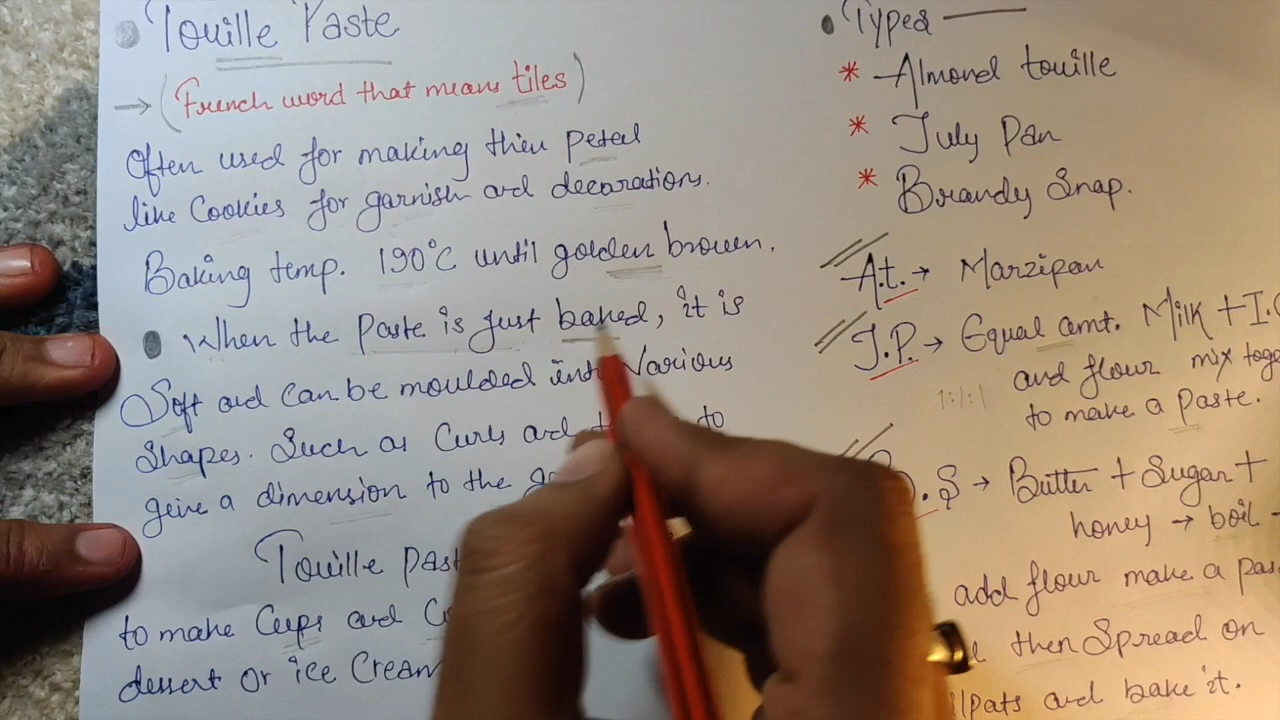 Touille Paste
(French word that means tiles)
Often used for making thin petal
like Cookies for garnish and decorations.
Baking temp. 190°C until golden brown.
When the Paste is just baked, it is
Soft and can be moulded into Various
Shapes. Such as Curls and to
give a dimension to the
Touille
to make Cups and
dessert or ice Cream
Types
* Almond touille
* July Pan
* Brandy Snap.
A.t. → Marzipan
J.P. → Equal amt. Milk +
and flour mix
1:1:1 to make a Paste.
.S → Butter + Sugar +
honey → boil
add flour make a
then Spread on
and bake it.